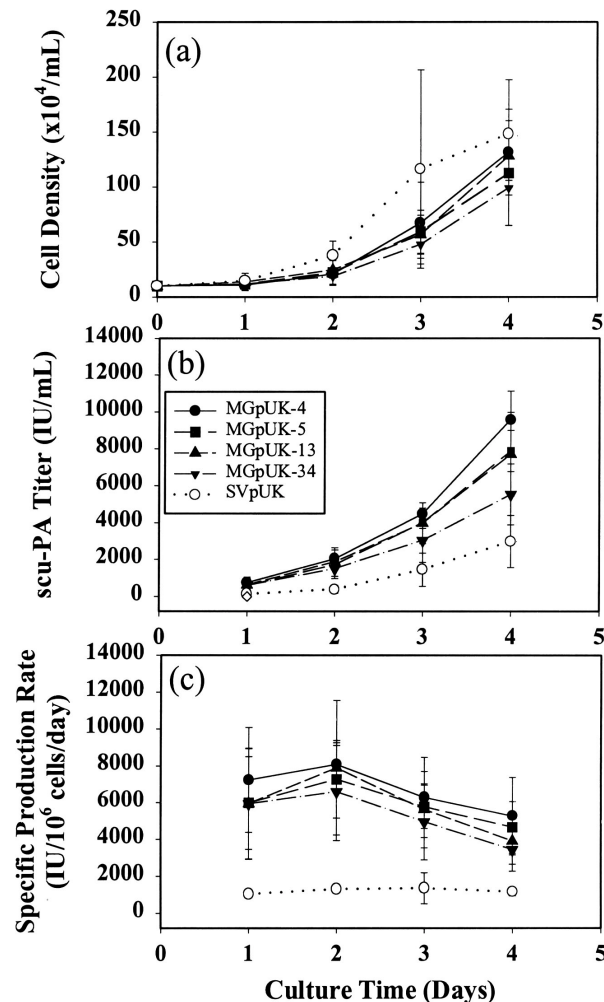 250
200
150
100
50
0
Cell Density (x10⁴/mL)
(a)
0 1 2 3 4 5
14000
12000
10000
8000
6000
4000
2000
0
scu-PA Titer (IU/mL)
(b)
MGpUK-4
MGpUK-5
MGpUK-13
MGpUK-34
SVpUK
0 1 2 3 4 5
14000
12000
10000
8000
6000
4000
2000
0
Specific Production Rate
(IU/10⁶ cells/day)
(c)
0 1 2 3 4 5
Culture Time (Days)